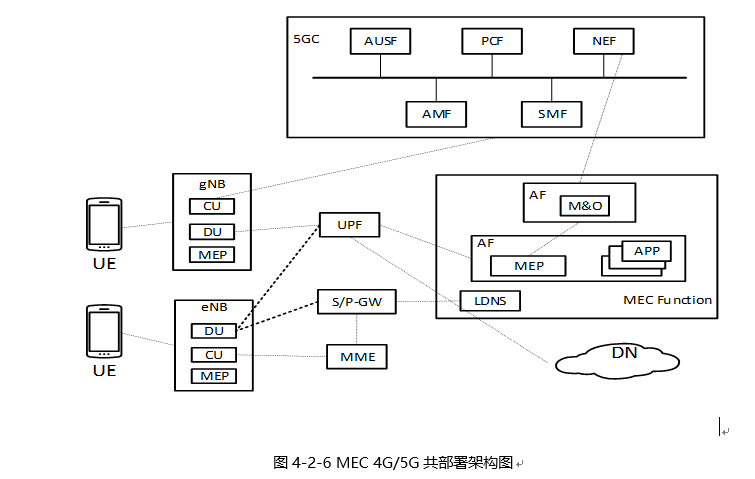 5GC
AUSF
PCF
NEF
AMF
SMF
gNB
CU
DU
MEP
UE
UPF
AF
M&O
AF
MEP
APP
MEC Function
LDNS
eNB
DU
CU
MEP
UE
S/P-GW
MME
DN
图 4-2-6 MEC 4G/5G 共部署架构图